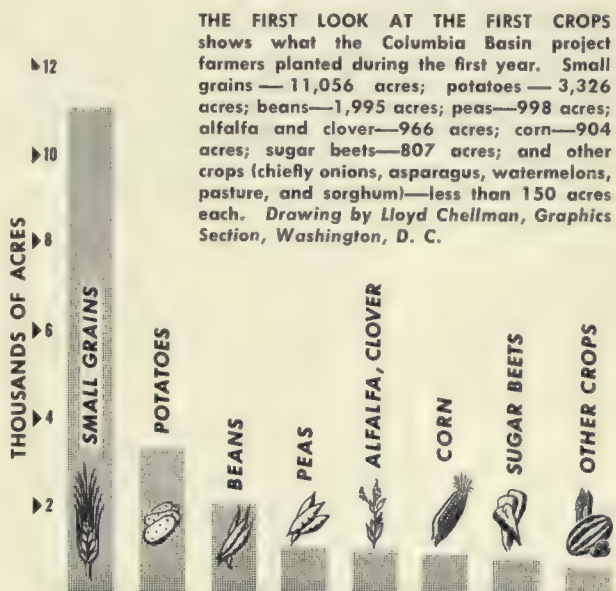 THE FIRST LOOK AT THE FIRST CROPS
shows what the Columbia Basin project
farmers planted during the first year. Small
grains — 11,056 acres; potatoes — 3,326
acres; beans—1,995 acres; peas—998 acres;
alfalfa and clover—966 acres; corn—904
acres; sugar beets—807 acres; and other
crops (chiefly onions, asparagus, watermelons,
pasture, and sorghum)—less than 150 acres
each. Drawing by Lloyd Chellman, Graphics
Section, Washington, D. C.
THOUSANDS OF ACRES
12
10
8
6
4
2
SMALL GRAINS
POTATOES
BEANS
PEAS
ALFALFA, CLOVER
CORN
SUGAR BEETS
OTHER CROPS